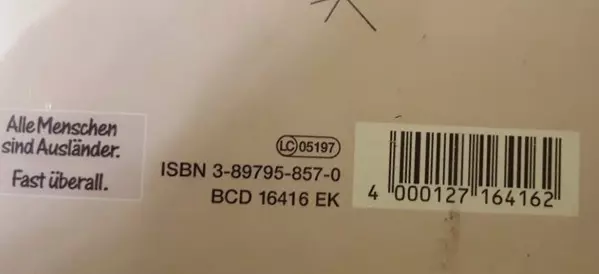 Alle Menschen
sind Ausländer.
Fast überall.
LC 05197
ISBN 3-89795-857-0
BCD 16416 EK
4 000127 164162